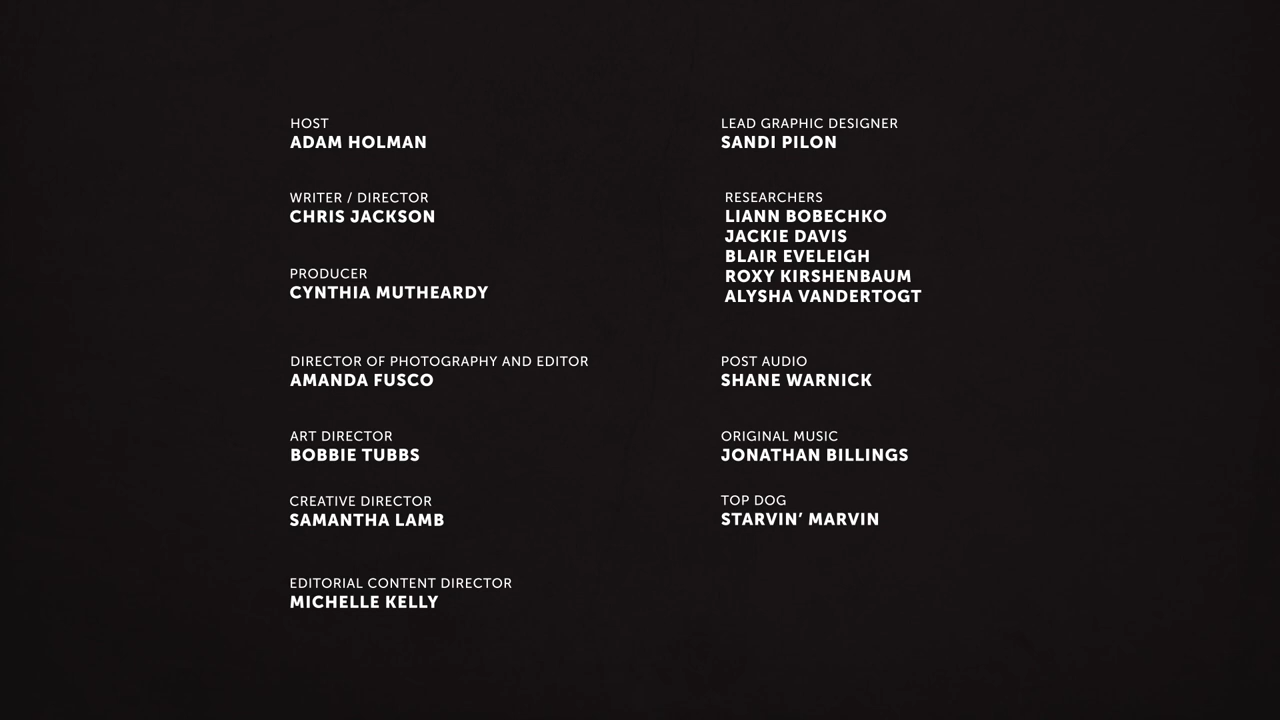 HOST
ADAM HOLMAN
WRITER / DIRECTOR
CHRIS JACKSON
PRODUCER
CYNTHIA MUTHEARDY
DIRECTOR OF PHOTOGRAPHY AND EDITOR
AMANDA FUSCO
ART DIRECTOR
BOBBIE TUBBS
CREATIVE DIRECTOR
SAMANTHA LAMB
EDITORIAL CONTENT DIRECTOR
MICHELLE KELLY
LEAD GRAPHIC DESIGNER
SANDI PILON
RESEARCHERS
LIANN BOBECHKO
JACKIE DAVIS
BLAIR EVELEIGH
ROXY KIRSHENBAUM
ALYSHA VANDERTOGT
POST AUDIO
SHANE WARNICK
ORIGINAL MUSIC
JONATHAN BILLINGS
TOP DOG
STARVIN’ MARVIN